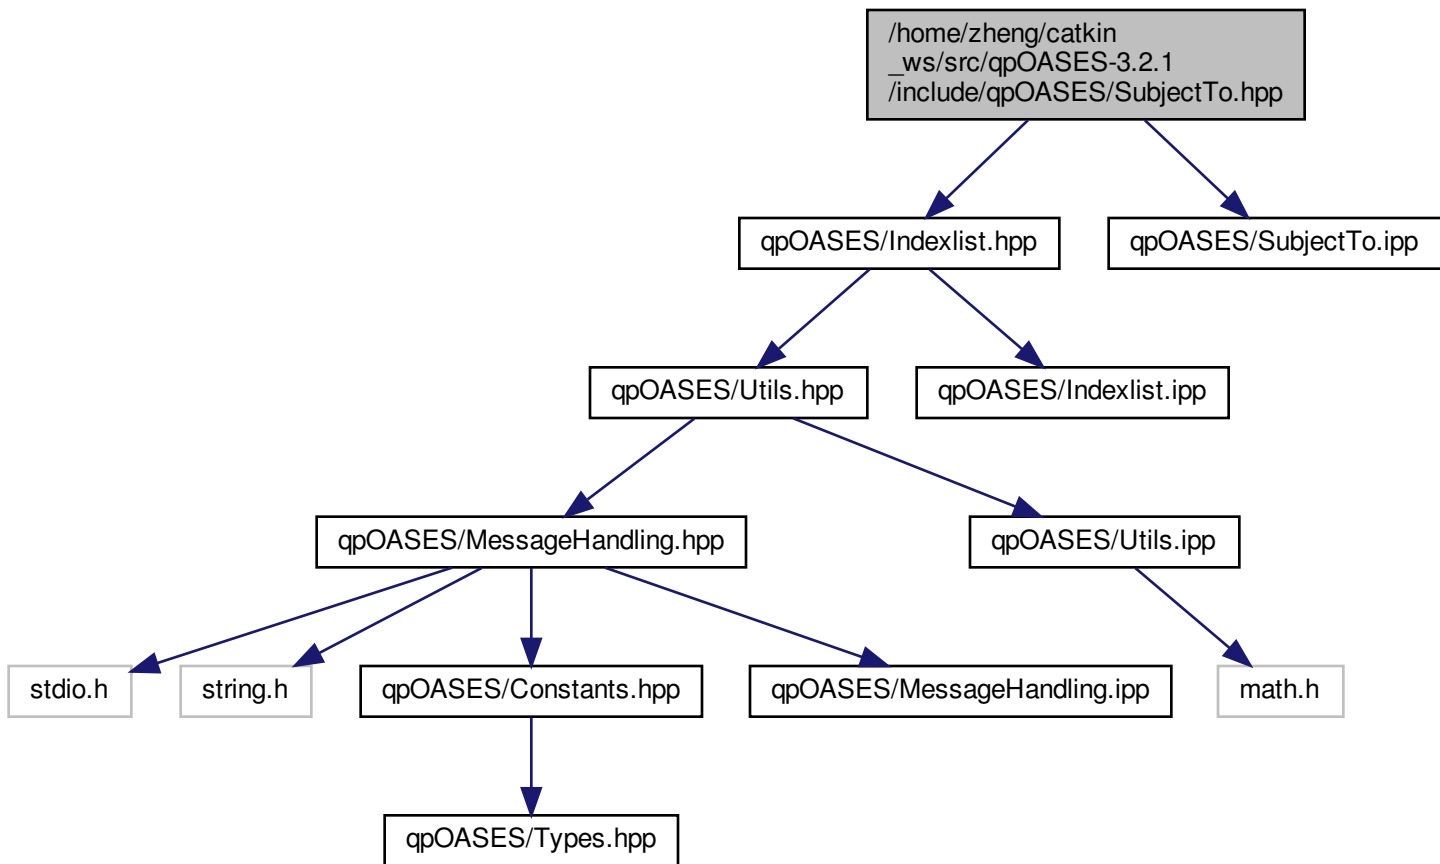 /home/zheng/catkin
_ws/src/qpOASES-3.2.1
/include/qpOASES/SubjectTo.hpp
qpOASES/Indexlist.hpp
qpOASES/SubjectTo.ipp
qpOASES/Utils.hpp
qpOASES/Indexlist.ipp
qpOASES/MessageHandling.hpp
qpOASES/Utils.ipp
stdio.h
string.h
qpOASES/Constants.hpp
qpOASES/MessageHandling.ipp
math.h
qpOASES/Types.hpp